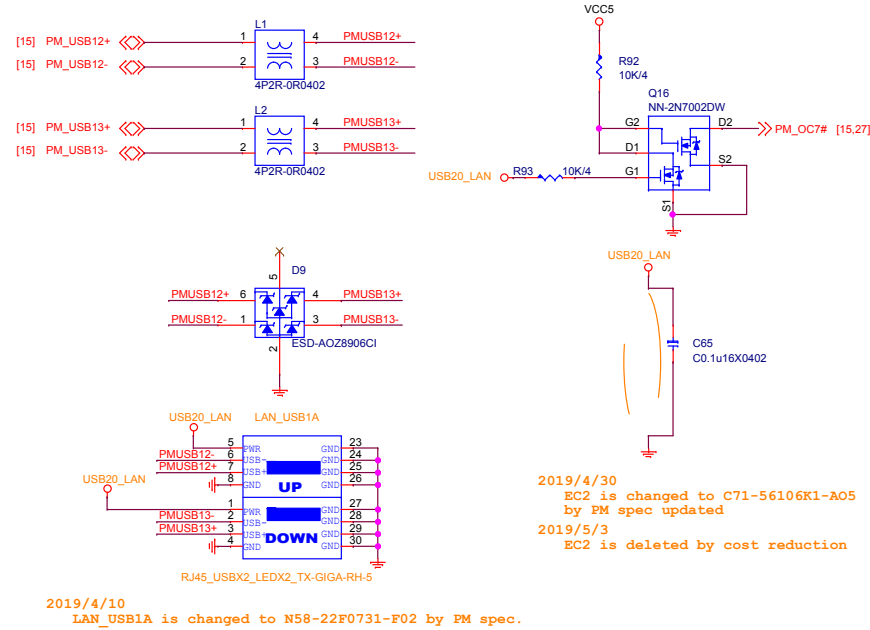 L1
[15] PM_USB12+ 1 4 PMUSB12+
[15] PM_USB12- 2 3 PMUSB12-
4P2R-0R0402
L2
[15] PM_USB13+ 1 4 PMUSB13+
[15] PM_USB13- 2 3 PMUSB13-
4P2R-0R0402
VCC5
R92
10K/4
Q16
NN-2N7002DW
G2 D2 PM_OC7# [15,27]
D1
S2
USB20_LAN R93 10K/4 G1
S1
D9
5
PMUSB12+ 6 4 PMUSB13+
PMUSB12- 1 3 PMUSB13-
2 ESD-AOZ8906CI
USB20_LAN
C65
C0.1u16X0402
USB20_LAN LAN_USB1A
5 PWR GND 23
PMUSB12- 6 USB- GND 24
PMUSB12+ 7 USB+ GND 25
8 GND GND 26
UP
USB20_LAN
1 PWR GND 27
PMUSB13- 2 USB- GND 28
PMUSB13+ 3 USB+ GND 29
4 GND GND 30
DOWN
RJ45_USBX2_LEDX2_TX-GIGA-RH-5
2019/4/30
EC2 is changed to C71-56106K1-AO5
by PM spec updated
2019/5/3
EC2 is deleted by cost reduction
2019/4/10
LAN_USB1A is changed to N58-22F0731-F02 by PM spec.